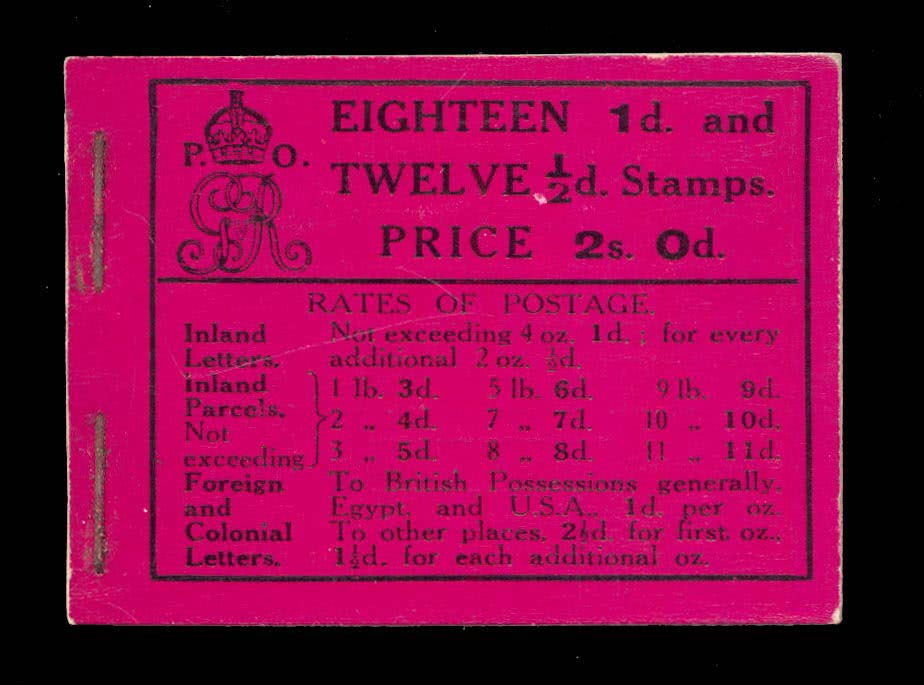 P. O.
GR
EIGHTEEN 1d. and
TWELVE ½d. Stamps.
PRICE 2s. 0d.
RATES OF POSTAGE.
Inland Letters. Not exceeding 4 oz. 1d.; for every
additional 2 oz. ½d.
Inland Parcels. Not exceeding } 1 lb. 3d. 5 lb. 6d. 9 lb. 9d.
2 „ 4d. 7 „ 7d. 10 „ 10d.
3 „ 5d. 8 „ 8d. 11 „ 11d.
Foreign and Colonial Letters. To British Possessions generally,
Egypt, and U.S.A., 1d. per oz.
To other places, 2½d. for first oz.,
1½d. for each additional oz.